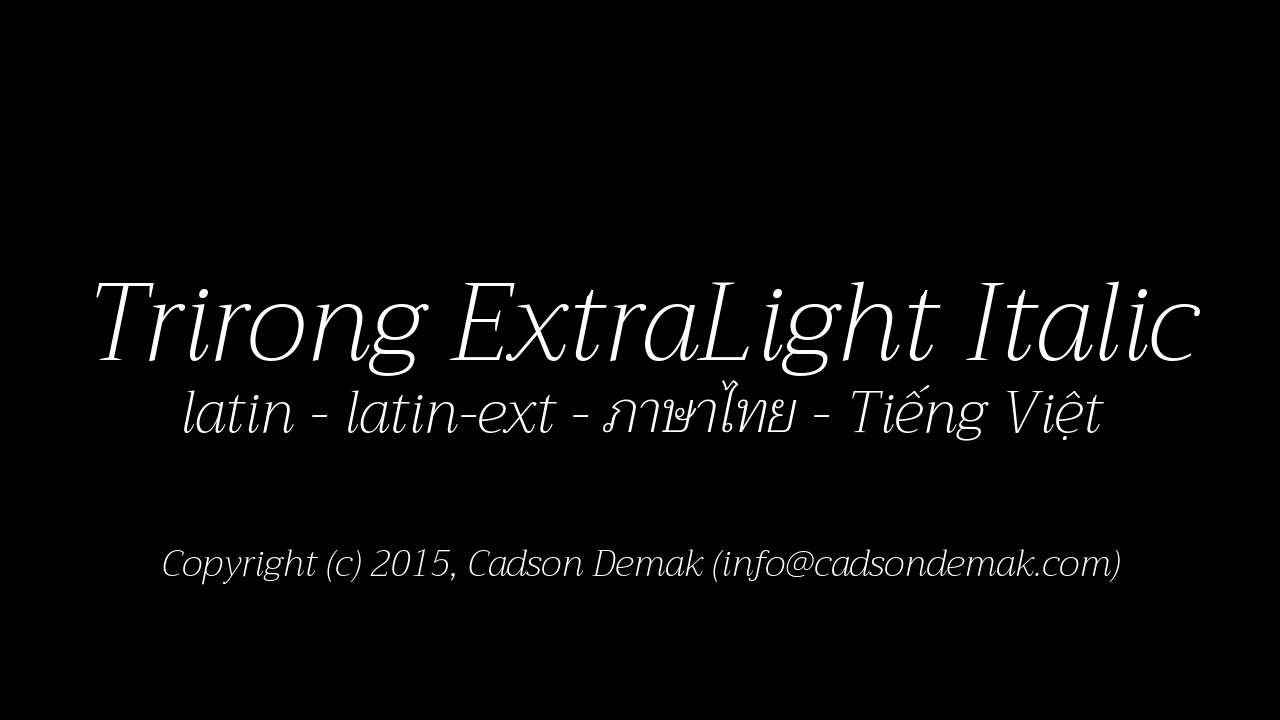 Trirong ExtraLight Italic
latin - latin-ext - ภาษาไทย - Tiếng Việt
Copyright (c) 2015, Cadson Demak (info@cadsondemak.com)